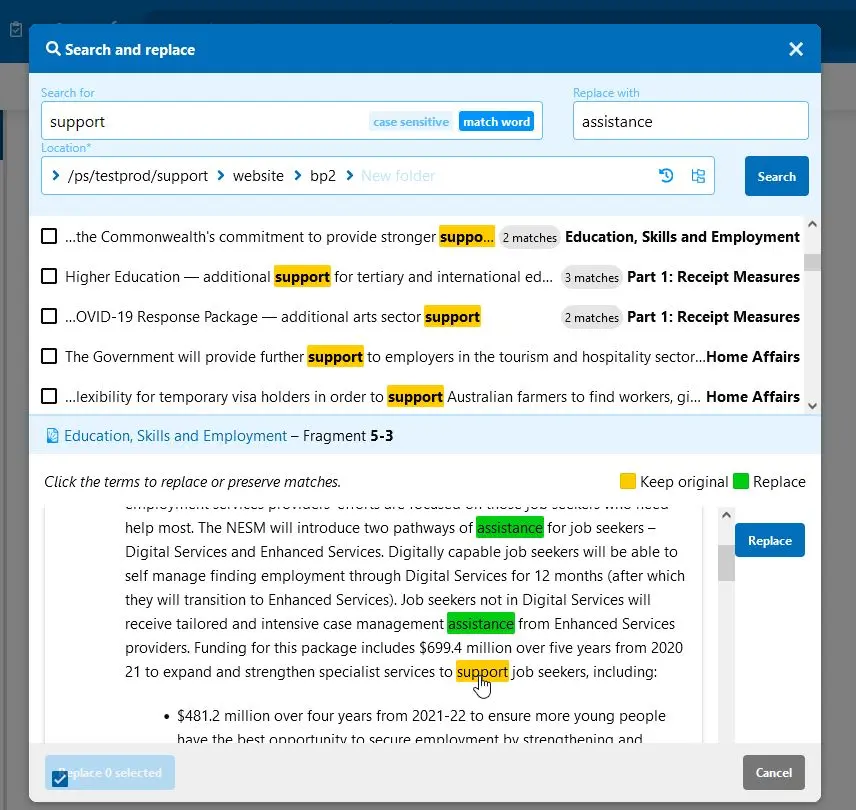 Search and replace
Search for
Replace with
support case sensitive match word
assistance
Location*
/ps/testprod/support website bp2 New folder
Search
...the Commonwealth's commitment to provide stronger suppo... 2 matches Education, Skills and Employment
Higher Education — additional support for tertiary and international ed... 3 matches Part 1: Receipt Measures
...OVID-19 Response Package — additional arts sector support 2 matches Part 1: Receipt Measures
The Government will provide further support to employers in the tourism and hospitality sector... Home Affairs
...lexibility for temporary visa holders in order to support Australian farmers to find workers, gi... Home Affairs
Education, Skills and Employment – Fragment 5-3
Click the terms to replace or preserve matches.
Keep original Replace
employment services providers' efforts are focused on those job seekers who need
help most. The NESM will introduce two pathways of assistance for job seekers –
Digital Services and Enhanced Services. Digitally capable job seekers will be able to
self manage finding employment through Digital Services for 12 months (after which
they will transition to Enhanced Services). Job seekers not in Digital Services will
receive tailored and intensive case management assistance from Enhanced Services
providers. Funding for this package includes $699.4 million over five years from 2020
21 to expand and strengthen specialist services to support job seekers, including:
Replace
• $481.2 million over four years from 2021-22 to ensure more young people
have the best opportunity to secure employment by strengthening and
Replace 0 selected
Cancel